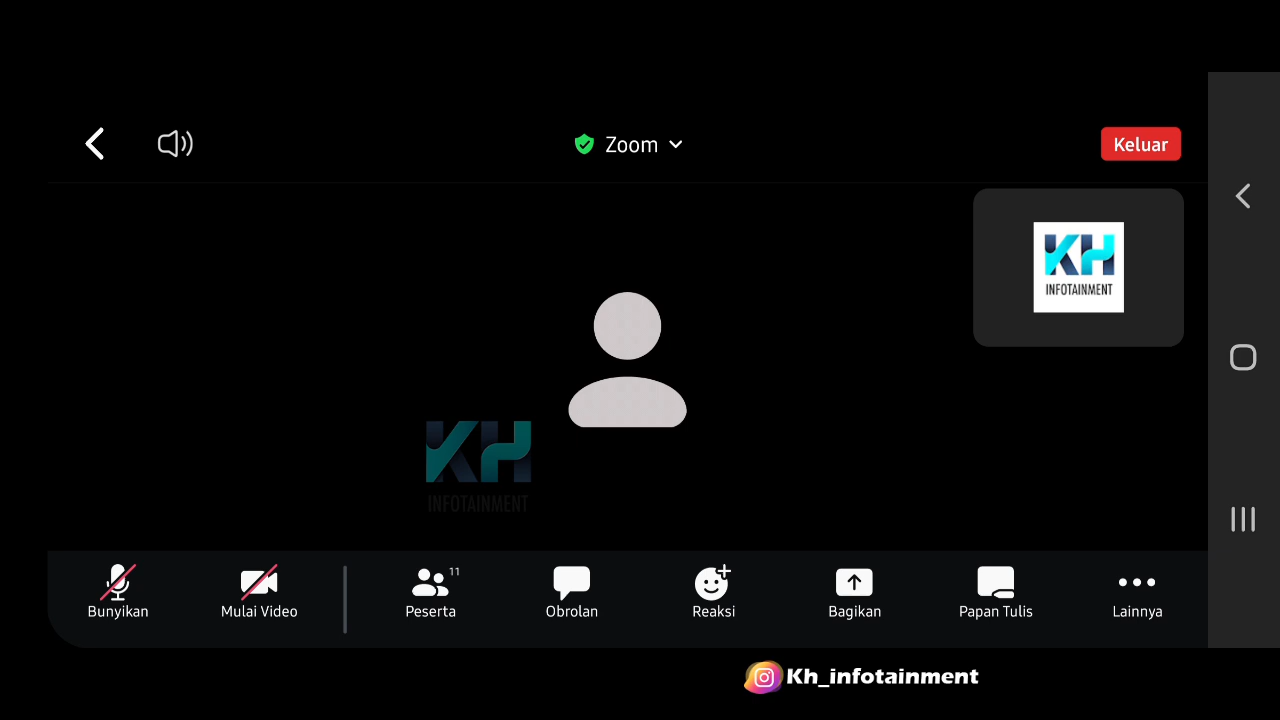 Zoom
Keluar
KH
INFOTAINMENT
KH
INFOTAINMENT
11
Bunyikan
Mulai Video
Peserta
Obrolan
Reaksi
Bagikan
Papan Tulis
Lainnya
Kh_infotainment